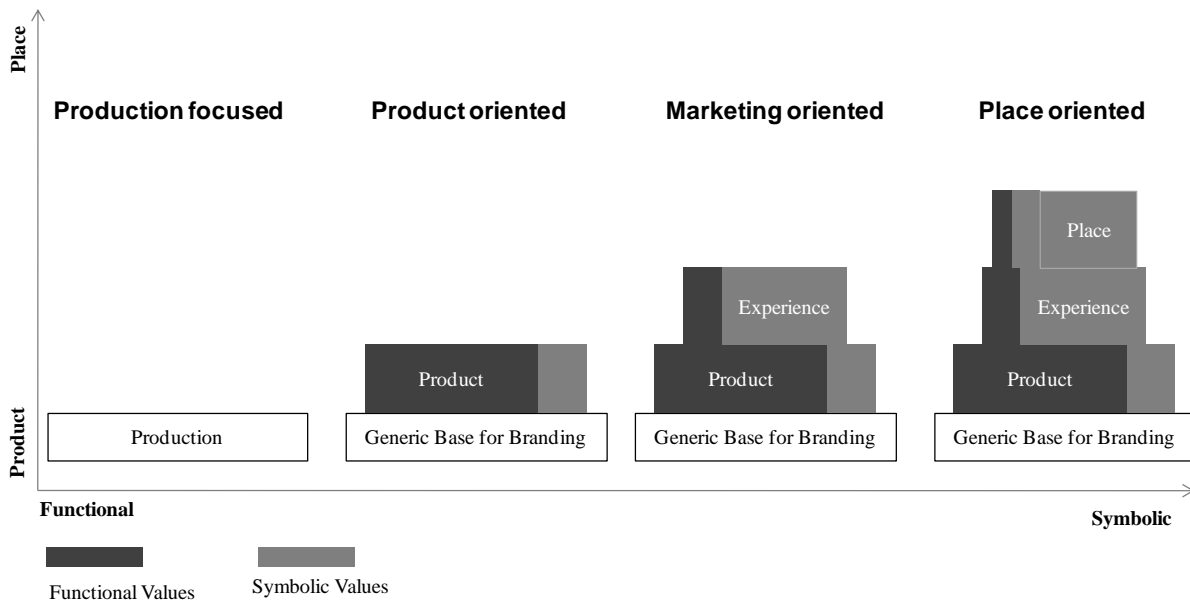 Place
Production focused
Product oriented
Marketing oriented
Place oriented
Place
Experience
Experience
Product
Product
Product
Product
Production
Generic Base for Branding
Generic Base for Branding
Generic Base for Branding
Functional
Symbolic
Functional Values
Symbolic Values